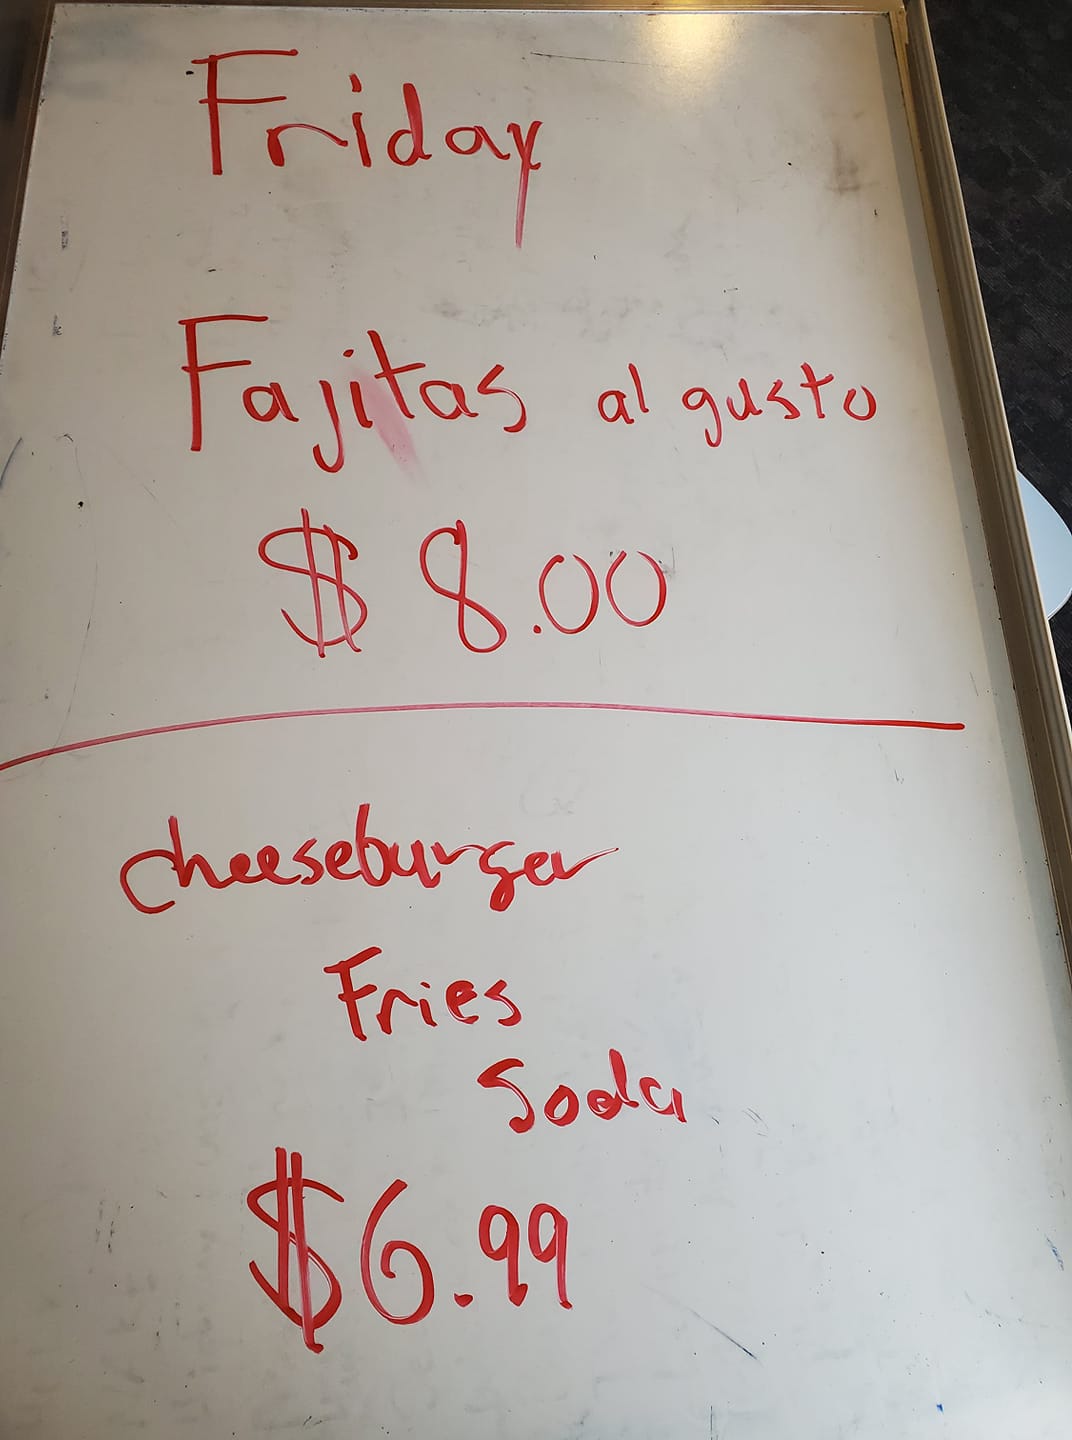 Friday
Fajitas al gusto
$ 8.00
cheeseburger
Fries
Soda
$6.99